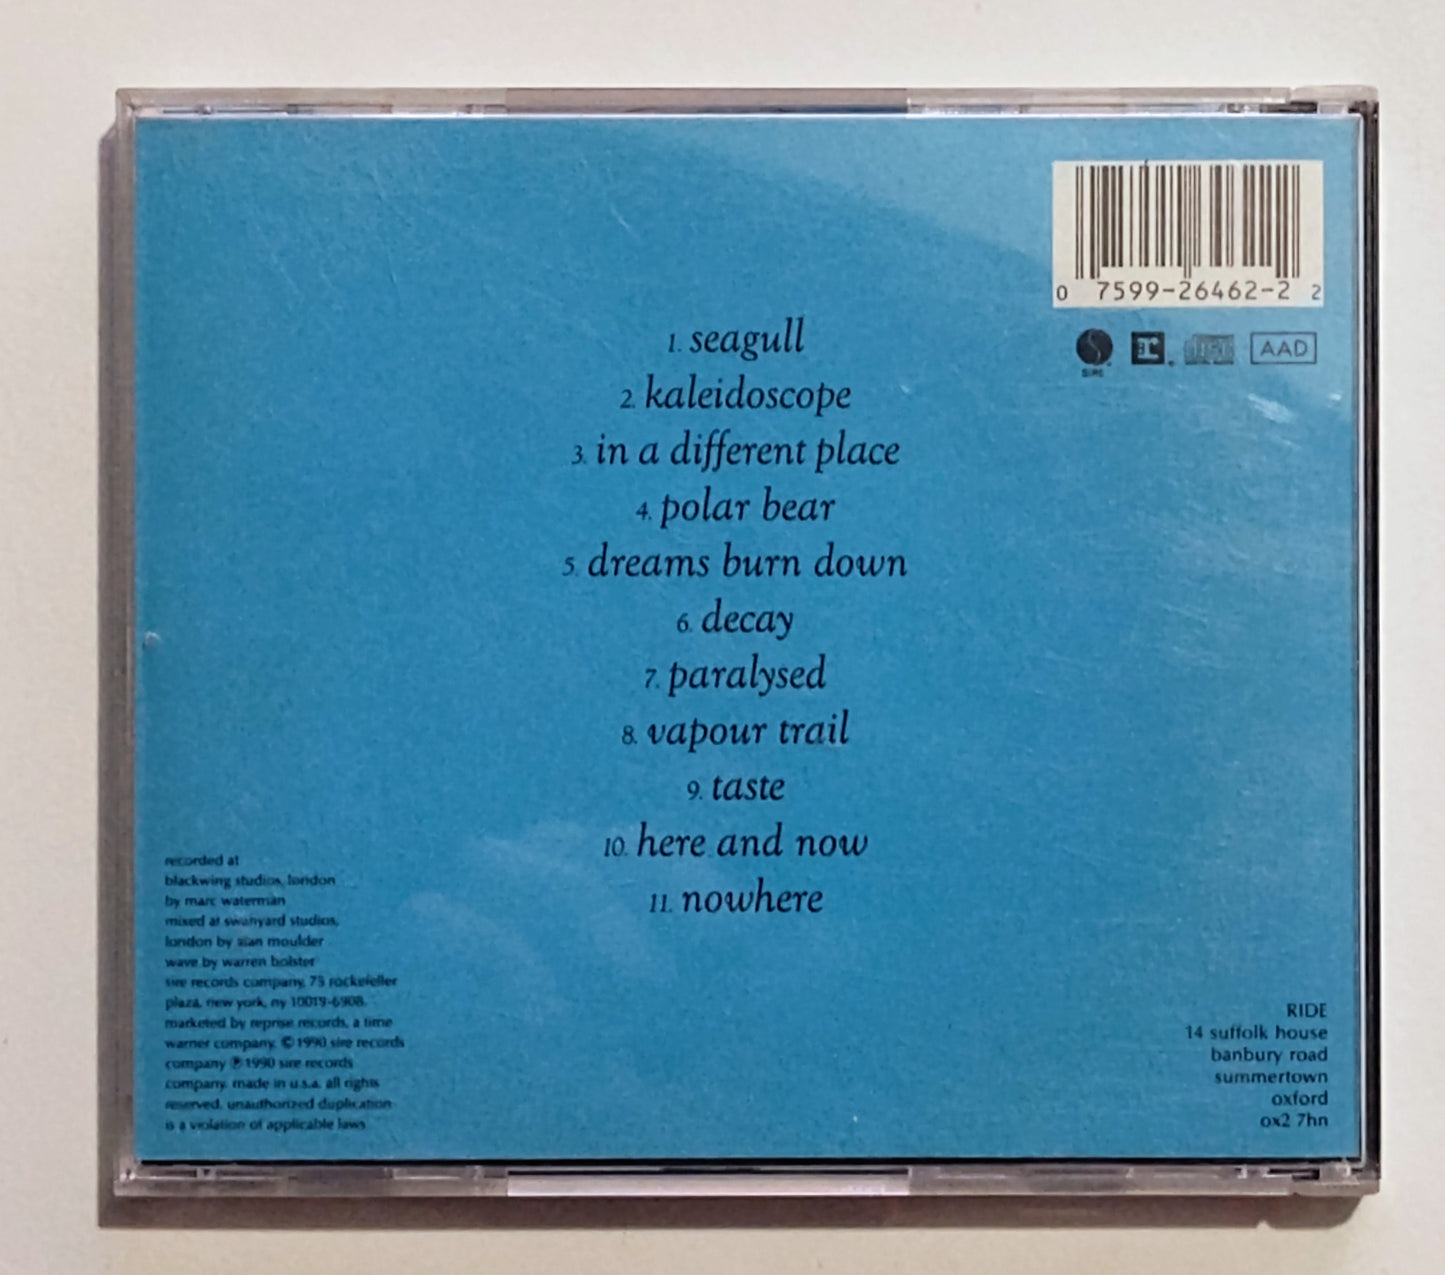 0 7599-26462-2 2
SIRE
AAD
1. seagull
2. kaleidoscope
3. in a different place
4. polar bear
5. dreams burn down
6. decay
7. paralysed
8. vapour trail
9. taste
10. here and now
11. nowhere
recorded at
blackwing studios, london
by marc waterman
mixed at swanyard studios,
london by alan moulder
wave by warren bolster
sire records company, 75 rockefeller
plaza, new york, ny 10019-6908.
marketed by reprise records, a time
warner company. © 1990 sire records
company ℗ 1990 sire records
company. made in u.s.a. all rights
reserved. unauthorized duplication
is a violation of applicable laws
RIDE
14 suffolk house
banbury road
summertown
oxford
ox2 7hn